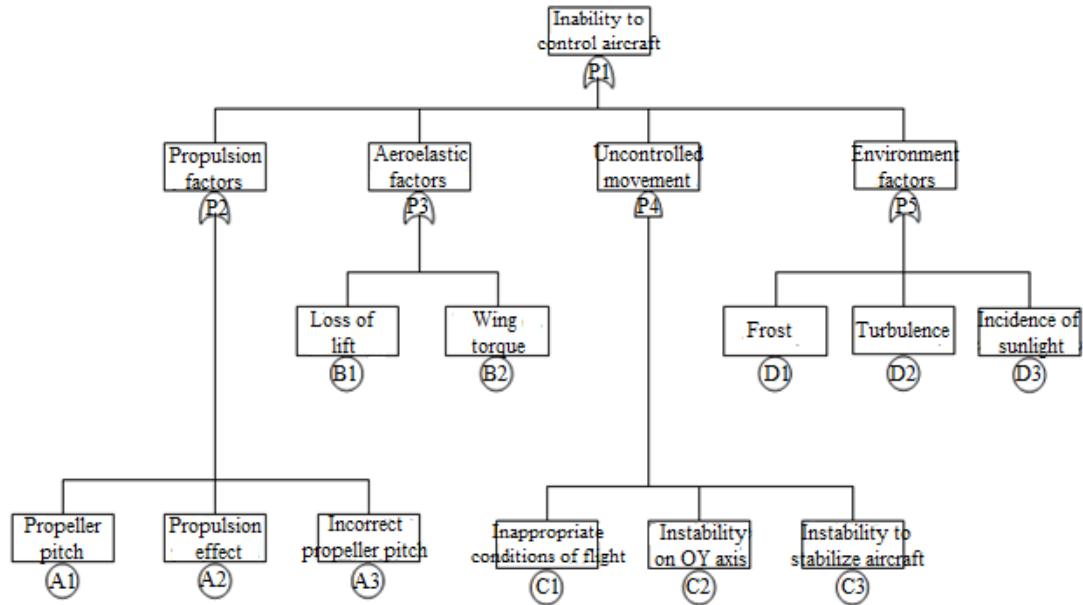 Inability to
control aircraft
P1
Propulsion
factors
P2
Aeroelastic
factors
P3
Uncontrolled
movement
P4
Environment
factors
P5
Loss of
lift
B1
Wing
torque
B2
Frost
D1
Turbulence
D2
Incidence of
sunlight
D3
Propeller
pitch
A1
Propulsion
effect
A2
Incorrect
propeller pitch
A3
Inappropriate
conditions of flight
C1
Instability
on OY axis
C2
Instability to
stabilize aircraft
C3